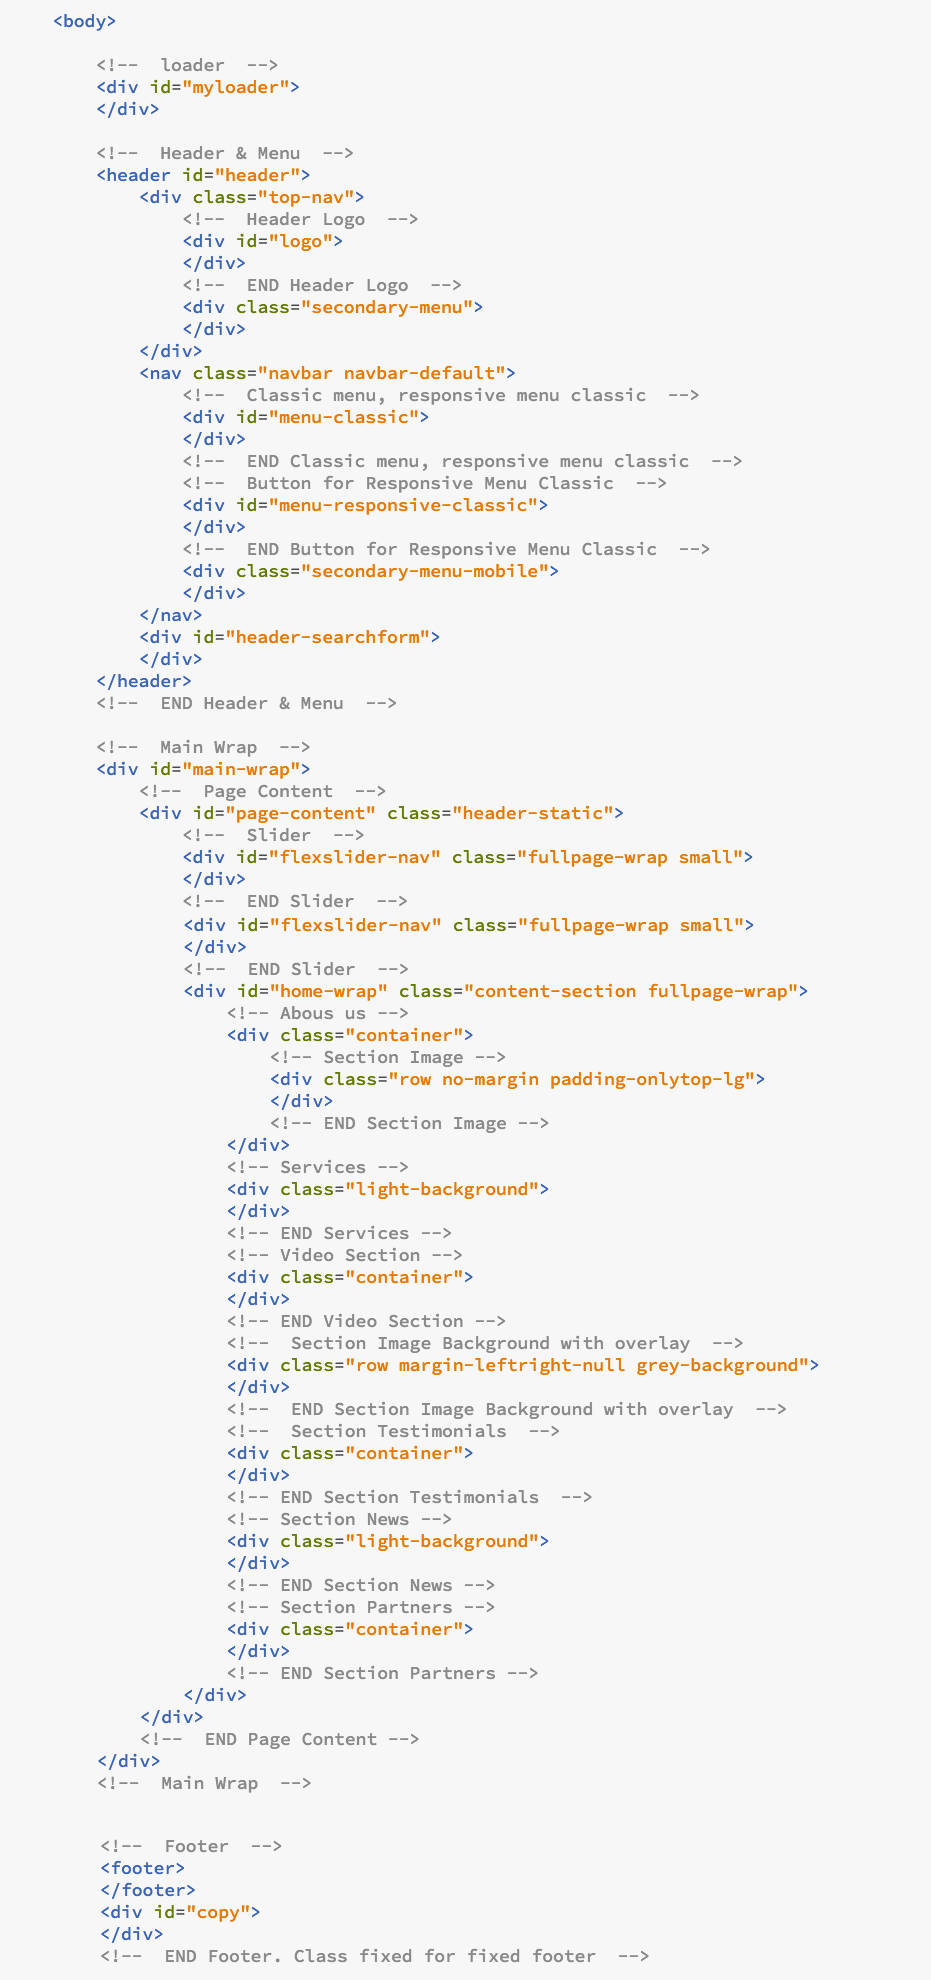 <body>
<!--  loader  -->
<div id="myloader">
</div>
<!--  Header & Menu  -->
<header id="header">
<div class="top-nav">
<!--  Header Logo  -->
<div id="logo">
</div>
<!--  END Header Logo  -->
<div class="secondary-menu">
</div>
</div>
<nav class="navbar navbar-default">
<!--  Classic menu, responsive menu classic  -->
<div id="menu-classic">
</div>
<!--  END Classic menu, responsive menu classic  -->
<!--  Button for Responsive Menu Classic  -->
<div id="menu-responsive-classic">
</div>
<!--  END Button for Responsive Menu Classic  -->
<div class="secondary-menu-mobile">
</div>
</nav>
<div id="header-searchform">
</div>
</header>
<!--  END Header & Menu  -->
<!--  Main Wrap  -->
<div id="main-wrap">
<!--  Page Content  -->
<div id="page-content" class="header-static">
<!--  Slider  -->
<div id="flexslider-nav" class="fullpage-wrap small">
</div>
<!--  END Slider  -->
<div id="flexslider-nav" class="fullpage-wrap small">
</div>
<!--  END Slider  -->
<div id="home-wrap" class="content-section fullpage-wrap">
<!-- Abous us -->
<div class="container">
<!-- Section Image -->
<div class="row no-margin padding-onlytop-lg">
</div>
<!-- END Section Image -->
</div>
<!-- Services -->
<div class="light-background">
</div>
<!-- END Services -->
<!-- Video Section -->
<div class="container">
</div>
<!-- END Video Section -->
<!--  Section Image Background with overlay  -->
<div class="row margin-leftright-null grey-background">
</div>
<!--  END Section Image Background with overlay  -->
<!--  Section Testimonials  -->
<div class="container">
</div>
<!-- END Section Testimonials  -->
<!-- Section News -->
<div class="light-background">
</div>
<!-- END Section News -->
<!-- Section Partners -->
<div class="container">
</div>
<!-- END Section Partners -->
</div>
</div>
<!--  END Page Content -->
</div>
<!--  Main Wrap  -->
<!--  Footer  -->
<footer>
</footer>
<div id="copy">
</div>
<!--  END Footer. Class fixed for fixed footer  -->